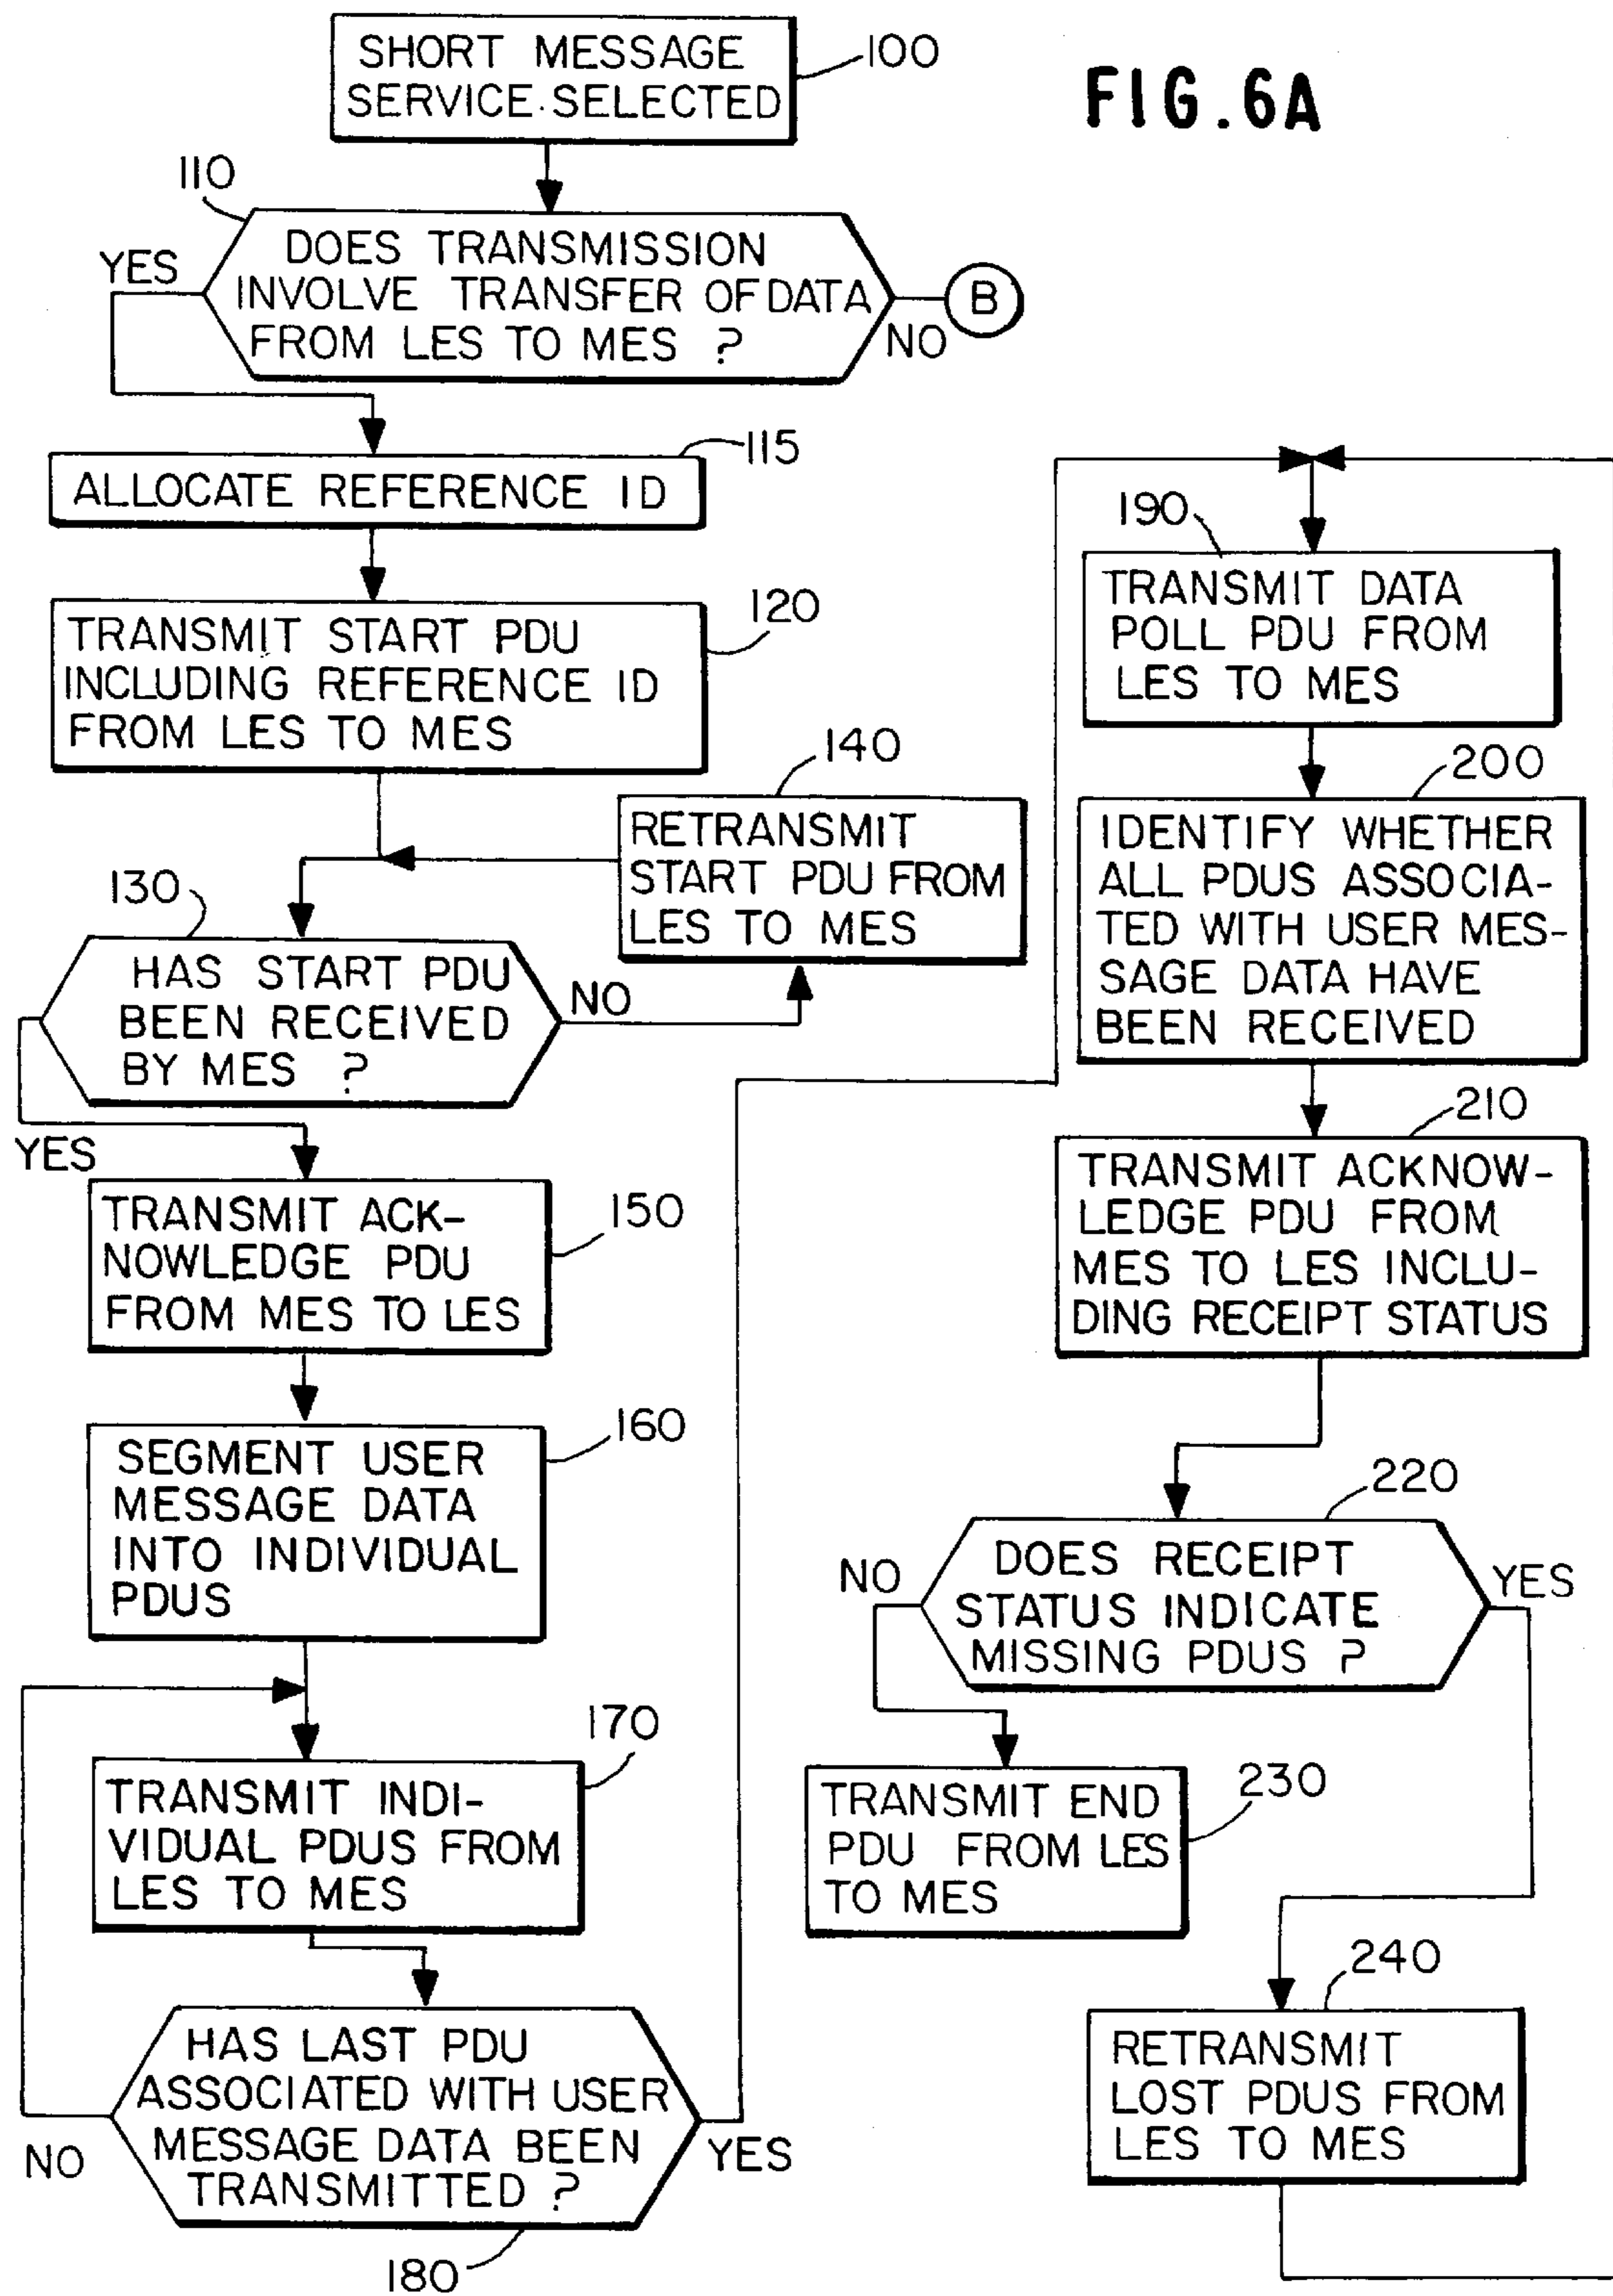 SHORT MESSAGE
SERVICE SELECTED
100
FIG.6A
110
DOES TRANSMISSION
INVOLVE TRANSFER OF DATA
FROM LES TO MES ?
YES
NO
B
115
ALLOCATE REFERENCE ID
120
TRANSMIT START PDU
INCLUDING REFERENCE ID
FROM LES TO MES
140
RETRANSMIT
START PDU FROM
LES TO MES
130
HAS START PDU
BEEN RECEIVED
BY MES ?
NO
YES
150
TRANSMIT ACK-
NOWLEDGE PDU
FROM MES TO LES
160
SEGMENT USER
MESSAGE DATA
INTO INDIVIDUAL
PDUS
170
TRANSMIT INDI-
VIDUAL PDUS FROM
LES TO MES
HAS LAST PDU
ASSOCIATED WITH USER
MESSAGE DATA BEEN
TRANSMITTED ?
NO
YES
180
190
TRANSMIT DATA
POLL PDU FROM
LES TO MES
200
IDENTIFY WHETHER
ALL PDUS ASSOCIA-
TED WITH USER MES-
SAGE DATA HAVE
BEEN RECEIVED
210
TRANSMIT ACKNOW-
LEDGE PDU FROM
MES TO LES INCLU-
DING RECEIPT STATUS
220
DOES RECEIPT
STATUS INDICATE
MISSING PDUS ?
NO
YES
230
TRANSMIT END
PDU FROM LES
TO MES
240
RETRANSMIT
LOST PDUS FROM
LES TO MES